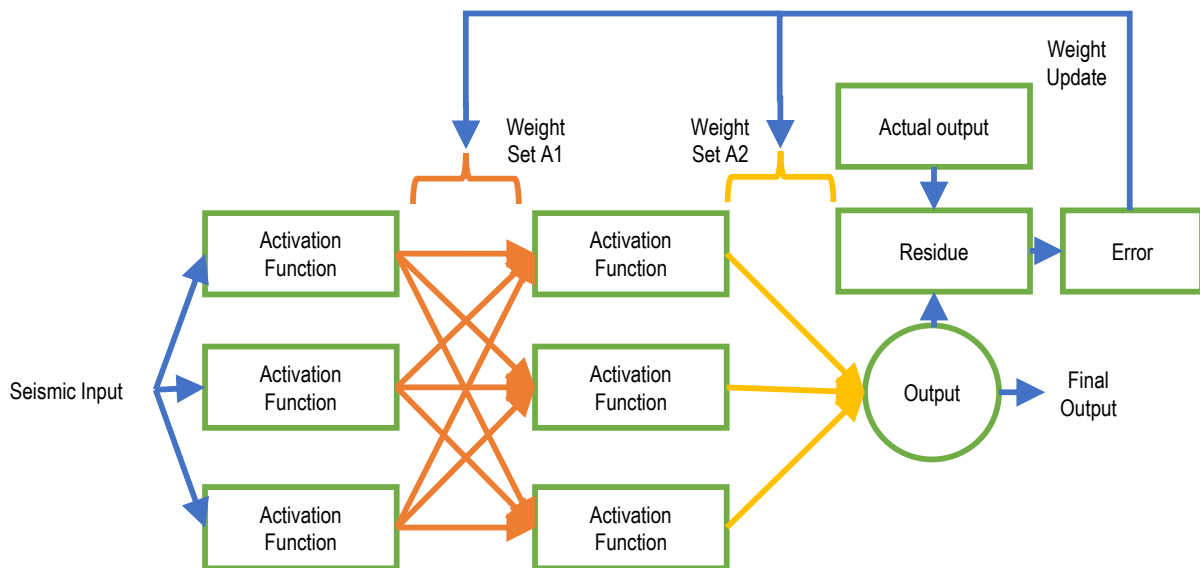 Weight
Update
Weight
Set A1
Weight
Set A2
Actual output
Activation
Function
Activation
Function
Residue
Error
Seismic Input
Activation
Function
Activation
Function
Output
Final
Output
Activation
Function
Activation
Function